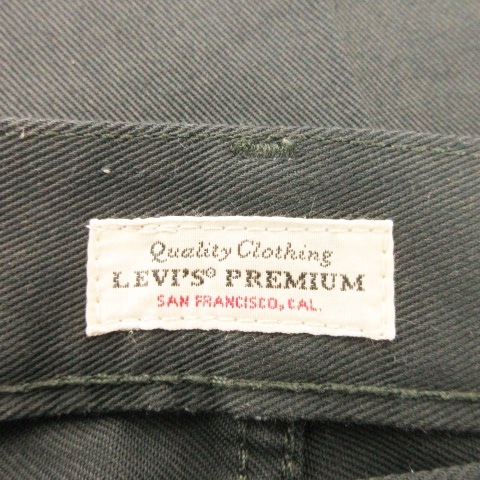 Quality Clothing
LEVI'S® PREMIUM
SAN FRANCISCO, CAL.